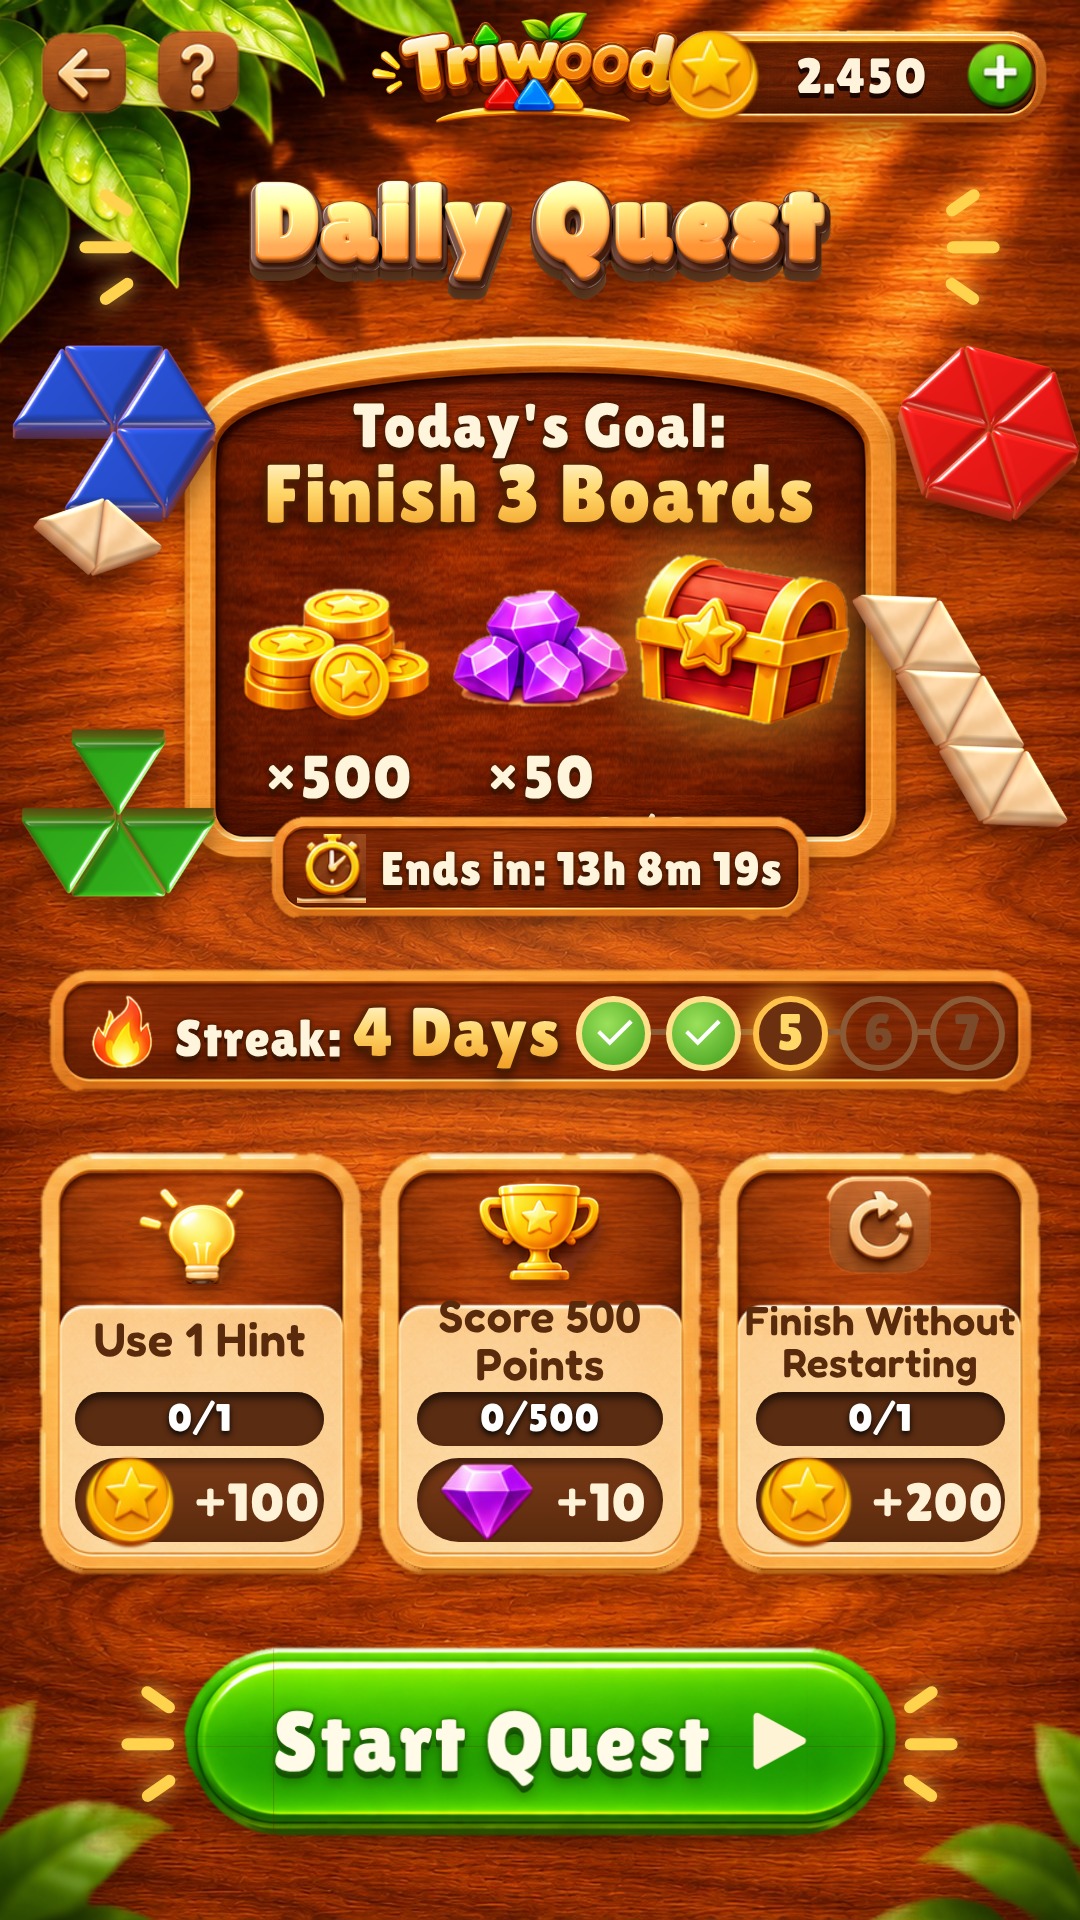 ?
Triwood
2.450
+
Daily Quest
Today's Goal:
Finish 3 Boards
×500
×50
Ends in: 13h 8m 19s
Streak: 4 Days
5
6
7
Use 1 Hint
0/1
+100
Score 500
Points
0/500
+10
Finish Without
Restarting
0/1
+200
Start Quest